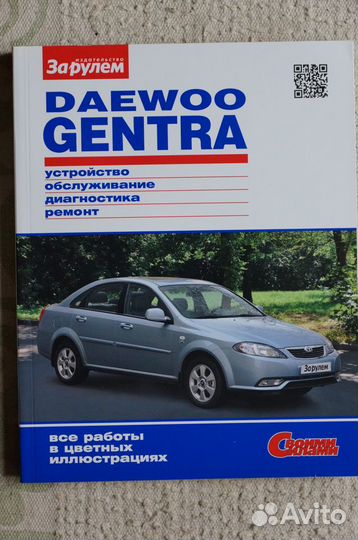 издательство
За рулем
DAEWOO
GENTRA
устройство
обслуживание
диагностика
ремонт
За рулем
все работы
в цветных
иллюстрациях
Своими
силами
Avito